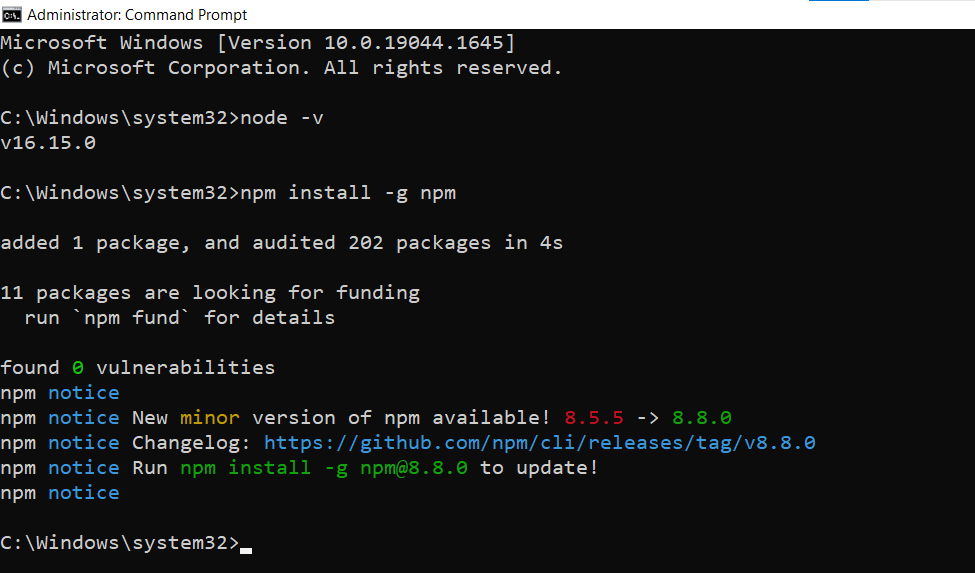 Administrator: Command Prompt
Microsoft Windows [Version 10.0.19044.1645]
(c) Microsoft Corporation. All rights reserved.
C:\Windows\system32>node -v
v16.15.0
C:\Windows\system32>npm install -g npm
added 1 package, and audited 202 packages in 4s
11 packages are looking for funding
  run `npm fund` for details
found 0 vulnerabilities
npm notice
npm notice New minor version of npm available! 8.5.5 -> 8.8.0
npm notice Changelog: https://github.com/npm/cli/releases/tag/v8.8.0
npm notice Run npm install -g npm@8.8.0 to update!
npm notice
C:\Windows\system32>